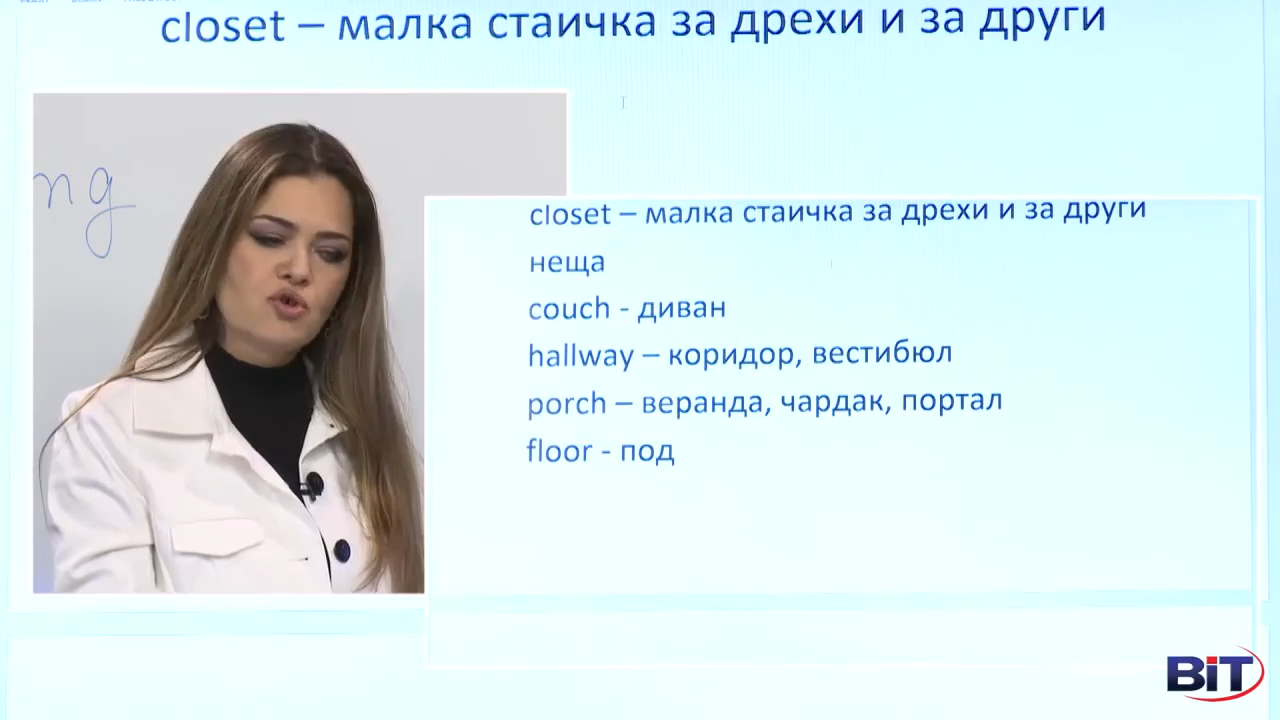 closet – малка стаичка за дрехи и за други
ng
closet – малка стаичка за дрехи и за други
неща
couch - диван
hallway – коридор, вестибюл
porch – веранда, чардак, портал
floor - под
BiT